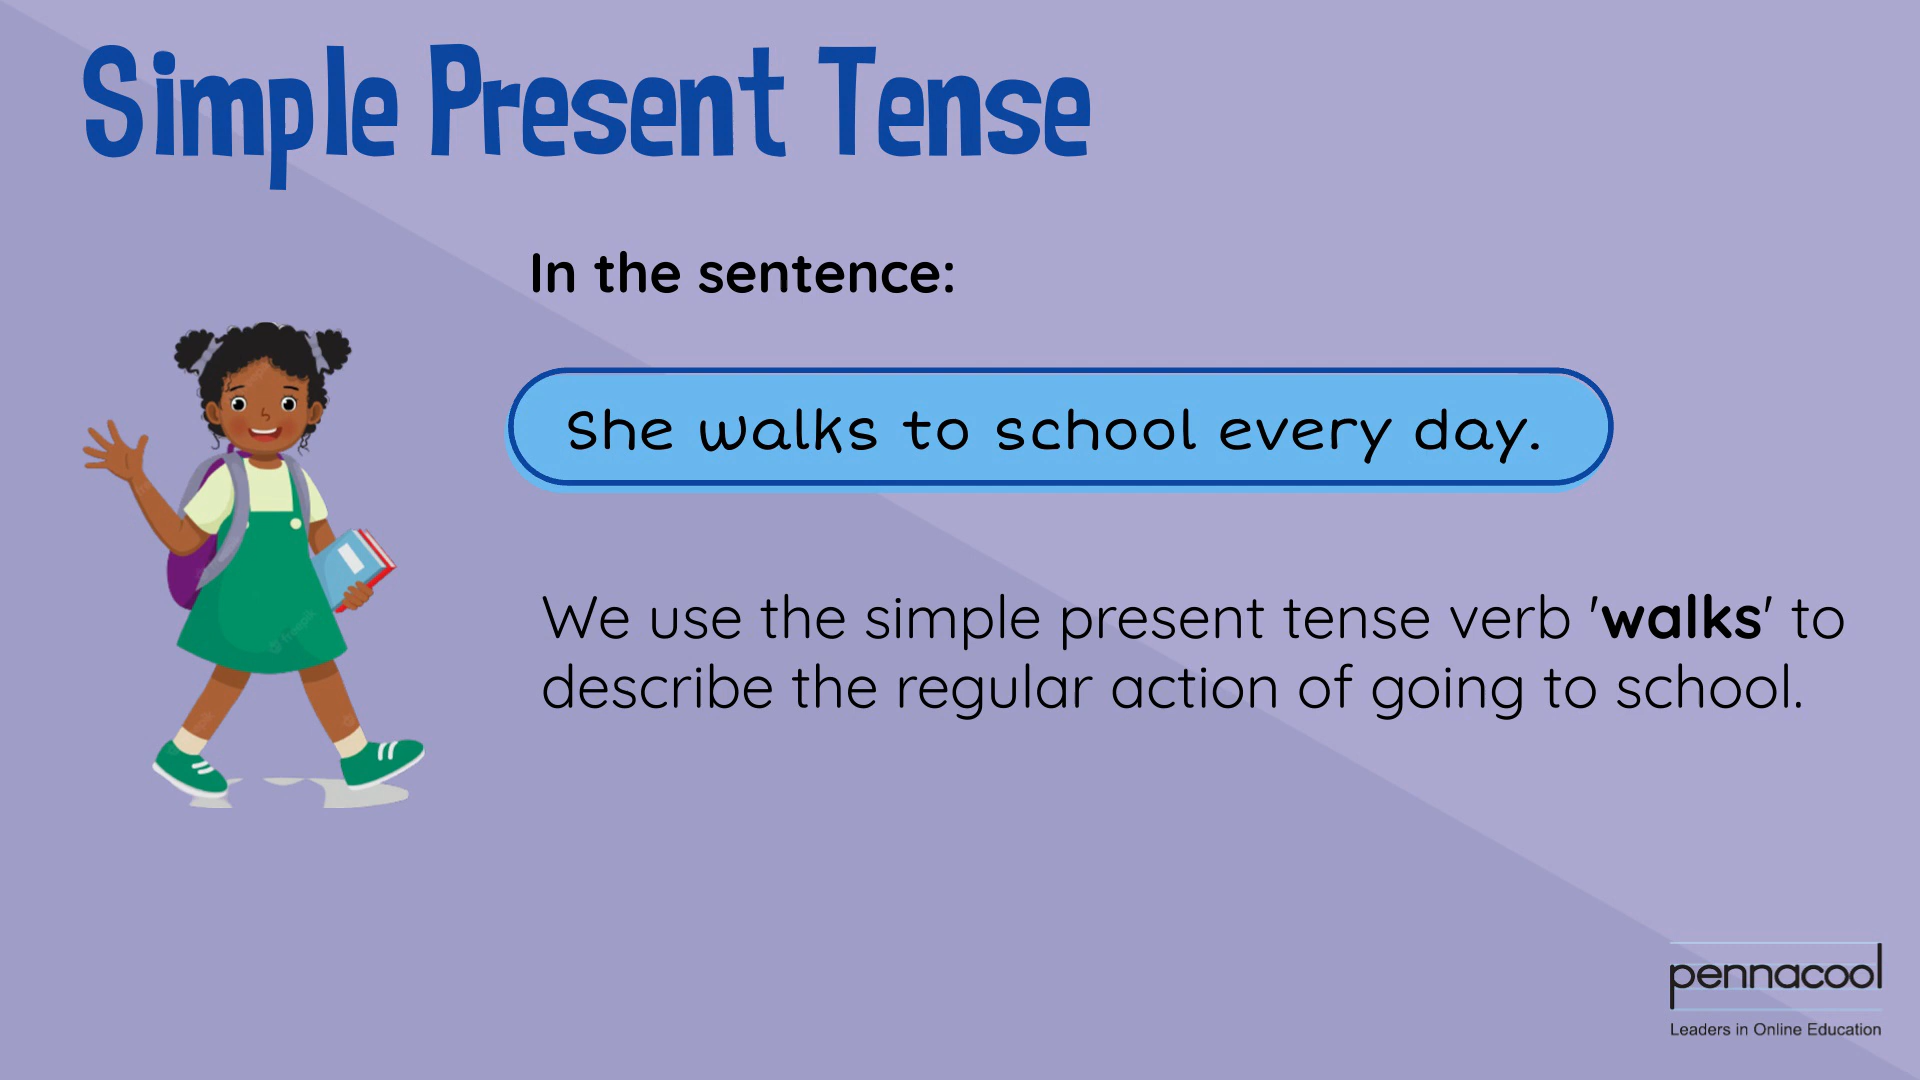 Simple Present Tense
In the sentence:
She walks to school every day.
We use the simple present tense verb 'walks' to
describe the regular action of going to school.
pennacool
Leaders in Online Education